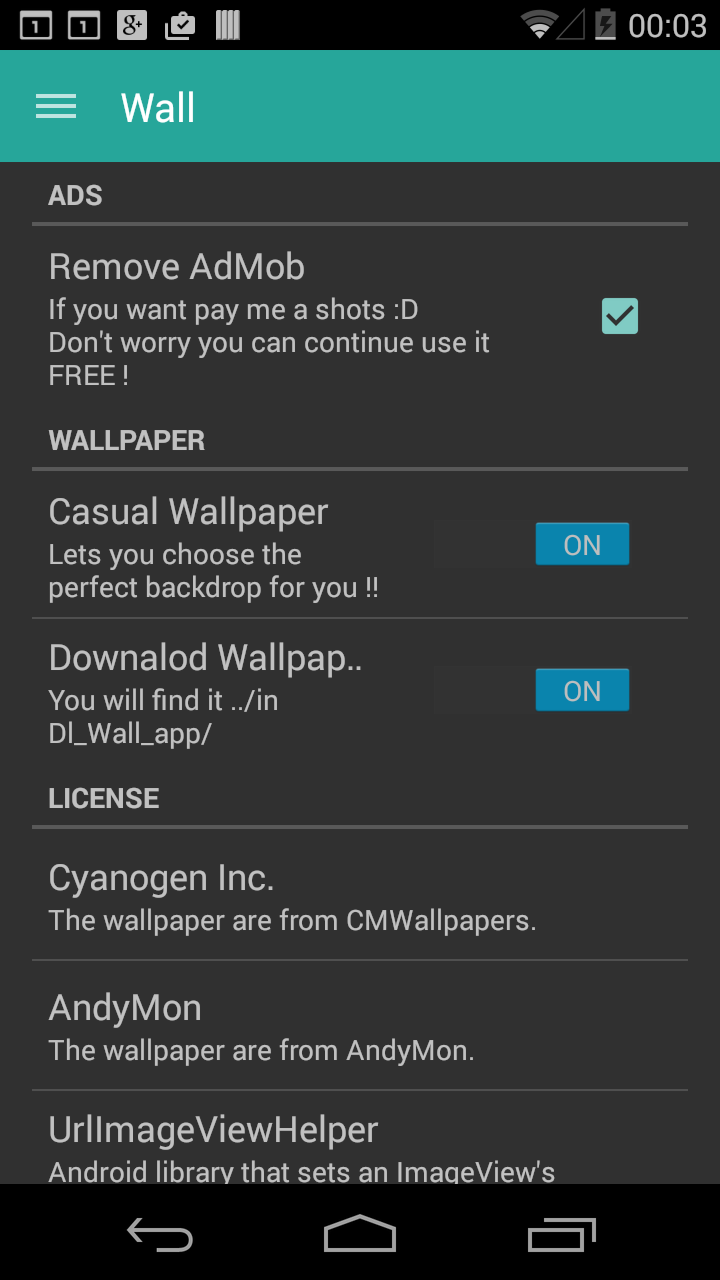 1 1 g+ 00:03
Wall
ADS
Remove AdMob
If you want pay me a shots :D
Don't worry you can continue use it
FREE !
WALLPAPER
Casual Wallpaper
Lets you choose the
perfect backdrop for you !!
ON
Downalod Wallpap..
You will find it ../in
Dl_Wall_app/
ON
LICENSE
Cyanogen Inc.
The wallpaper are from CMWallpapers.
AndyMon
The wallpaper are from AndyMon.
UrlImageViewHelper
Android library that sets an ImageView's